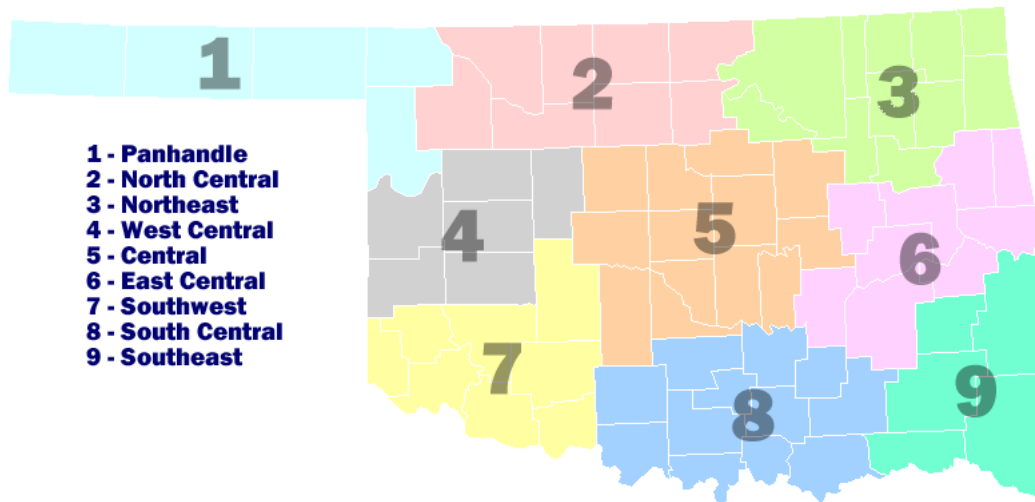 1
2
3
1 - Panhandle
2 - North Central
3 - Northeast
4 - West Central
5 - Central
6 - East Central
7 - Southwest
8 - South Central
9 - Southeast
4
5
6
7
8
9